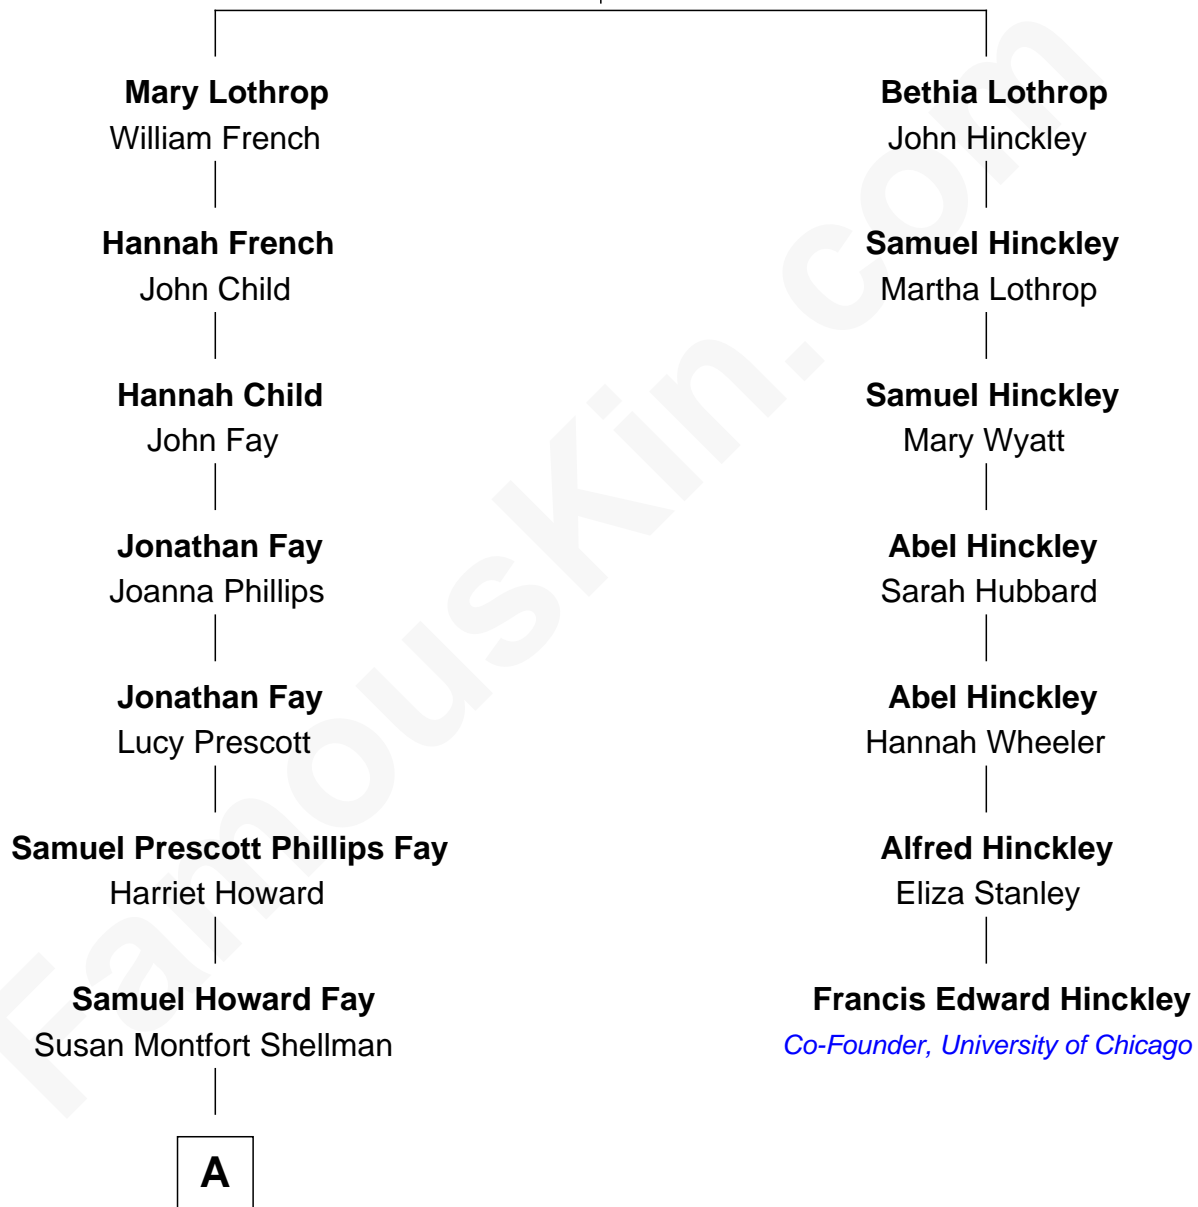 Mary Lothrop
William French
Hannah French
John Child
Hannah Child
John Fay
Jonathan Fay
Joanna Phillips
Jonathan Fay
Lucy Prescott
Samuel Prescott Phillips Fay
Harriet Howard
Samuel Howard Fay
Susan Montfort Shellman
A
Bethia Lothrop
John Hinckley
Samuel Hinckley
Martha Lothrop
Samuel Hinckley
Mary Wyatt
Abel Hinckley
Sarah Hubbard
Abel Hinckley
Hannah Wheeler
Alfred Hinckley
Eliza Stanley
Francis Edward Hinckley
Co-Founder, University of Chicago
FamousKin.com